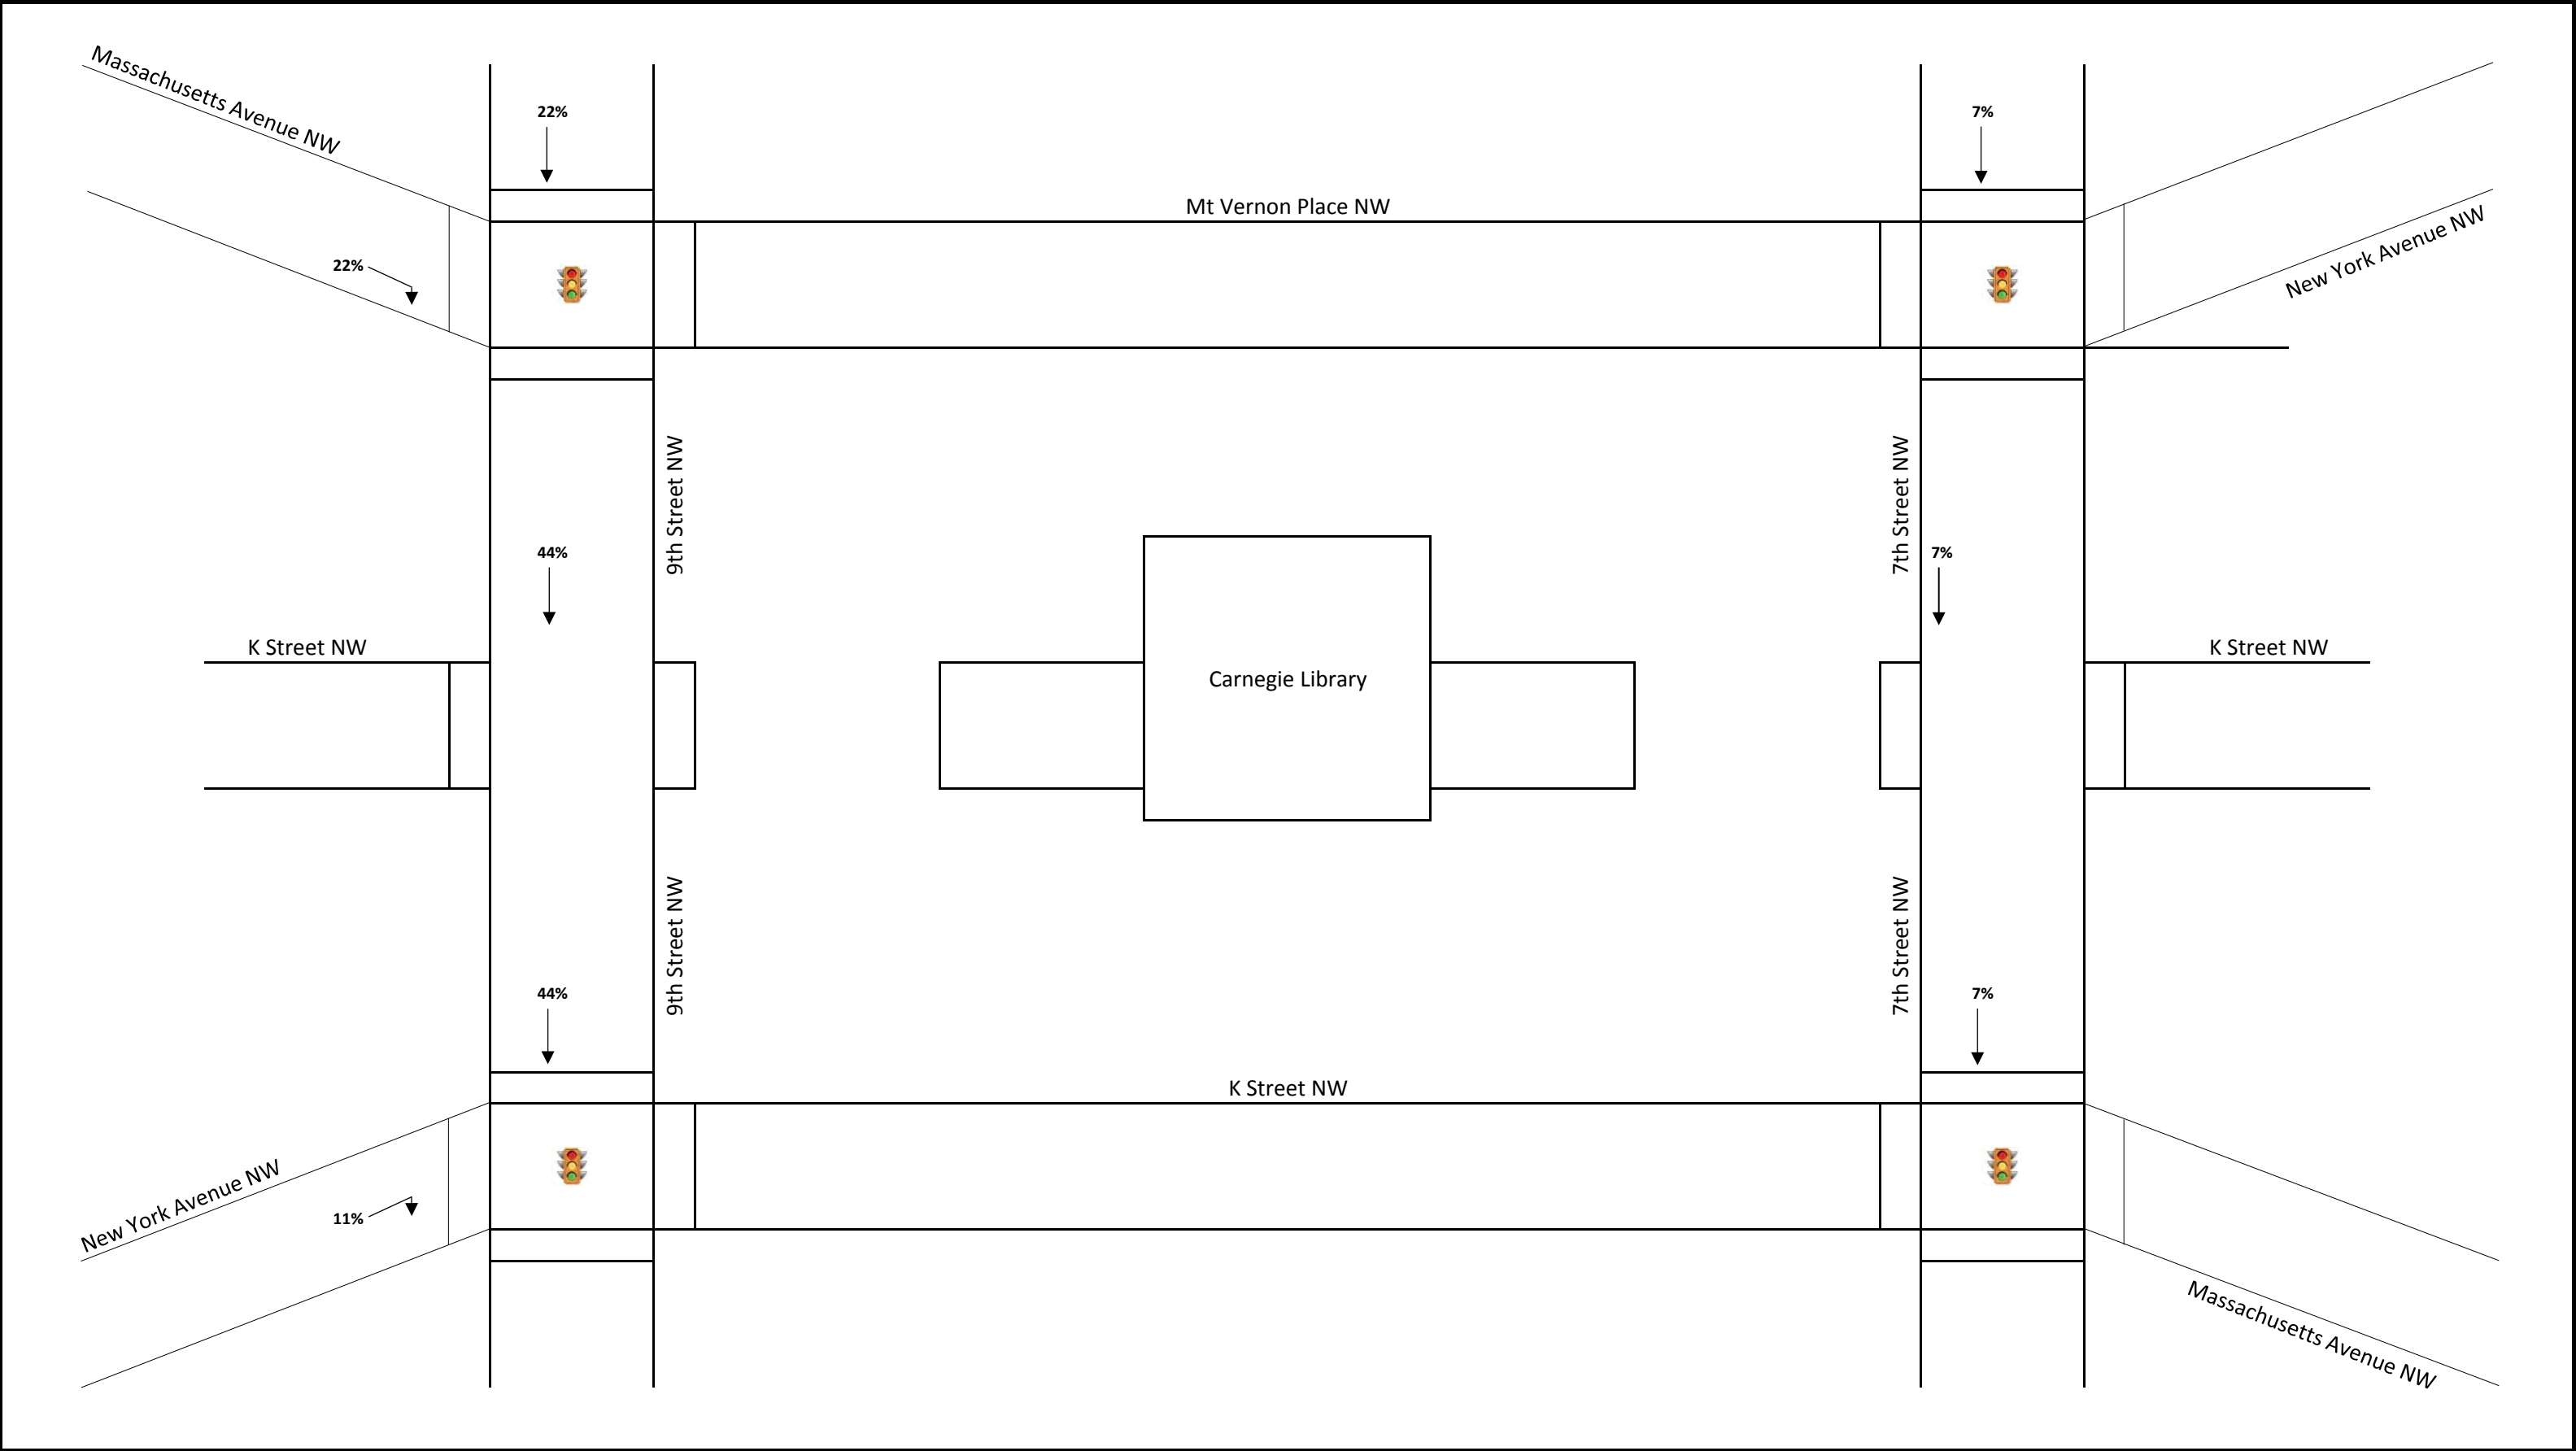 Massachusetts Avenue NW
22%
7%
Mt Vernon Place NW
22%
New York Avenue NW
9th Street NW
7th Street NW
44%
7%
K Street NW
K Street NW
Carnegie Library
9th Street NW
7th Street NW
44%
7%
K Street NW
New York Avenue NW
11%
Massachusetts Avenue NW